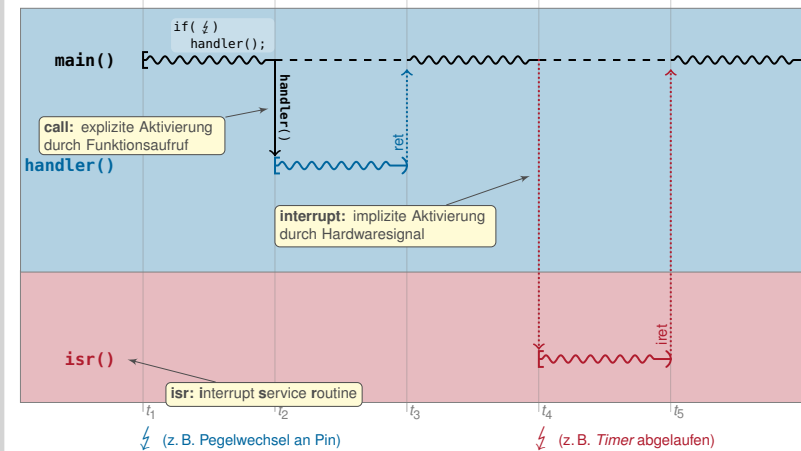 if(↯)
handler();
main()
handler()
call: explizite Aktivierung
durch Funktionsaufruf
ret
handler()
interrupt: implizite Aktivierung
durch Hardwaresignal
iret
isr()
isr: interrupt service routine
t1 t2 t3 t4 t5
↯ (z. B. Pegelwechsel an Pin) ↯ (z. B. Timer abgelaufen)